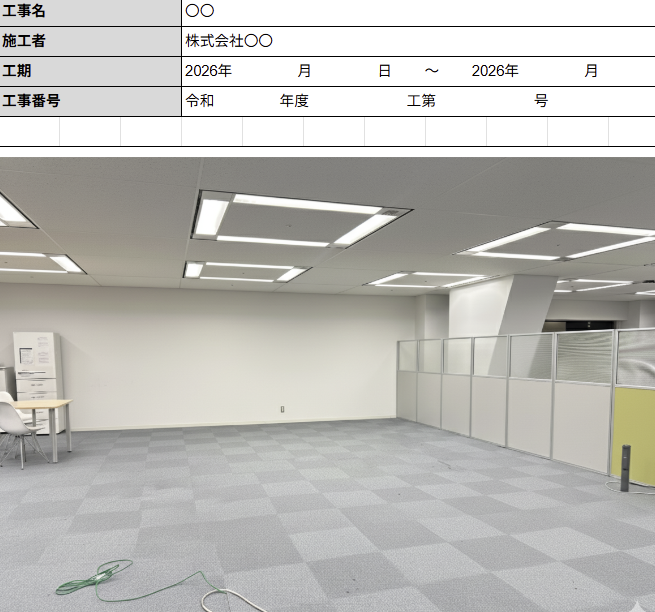 工事名 〇〇
施工者 株式会社〇〇
工期 2026年 月 日 ～ 2026年 月
工事番号 令和 年度 工第 号